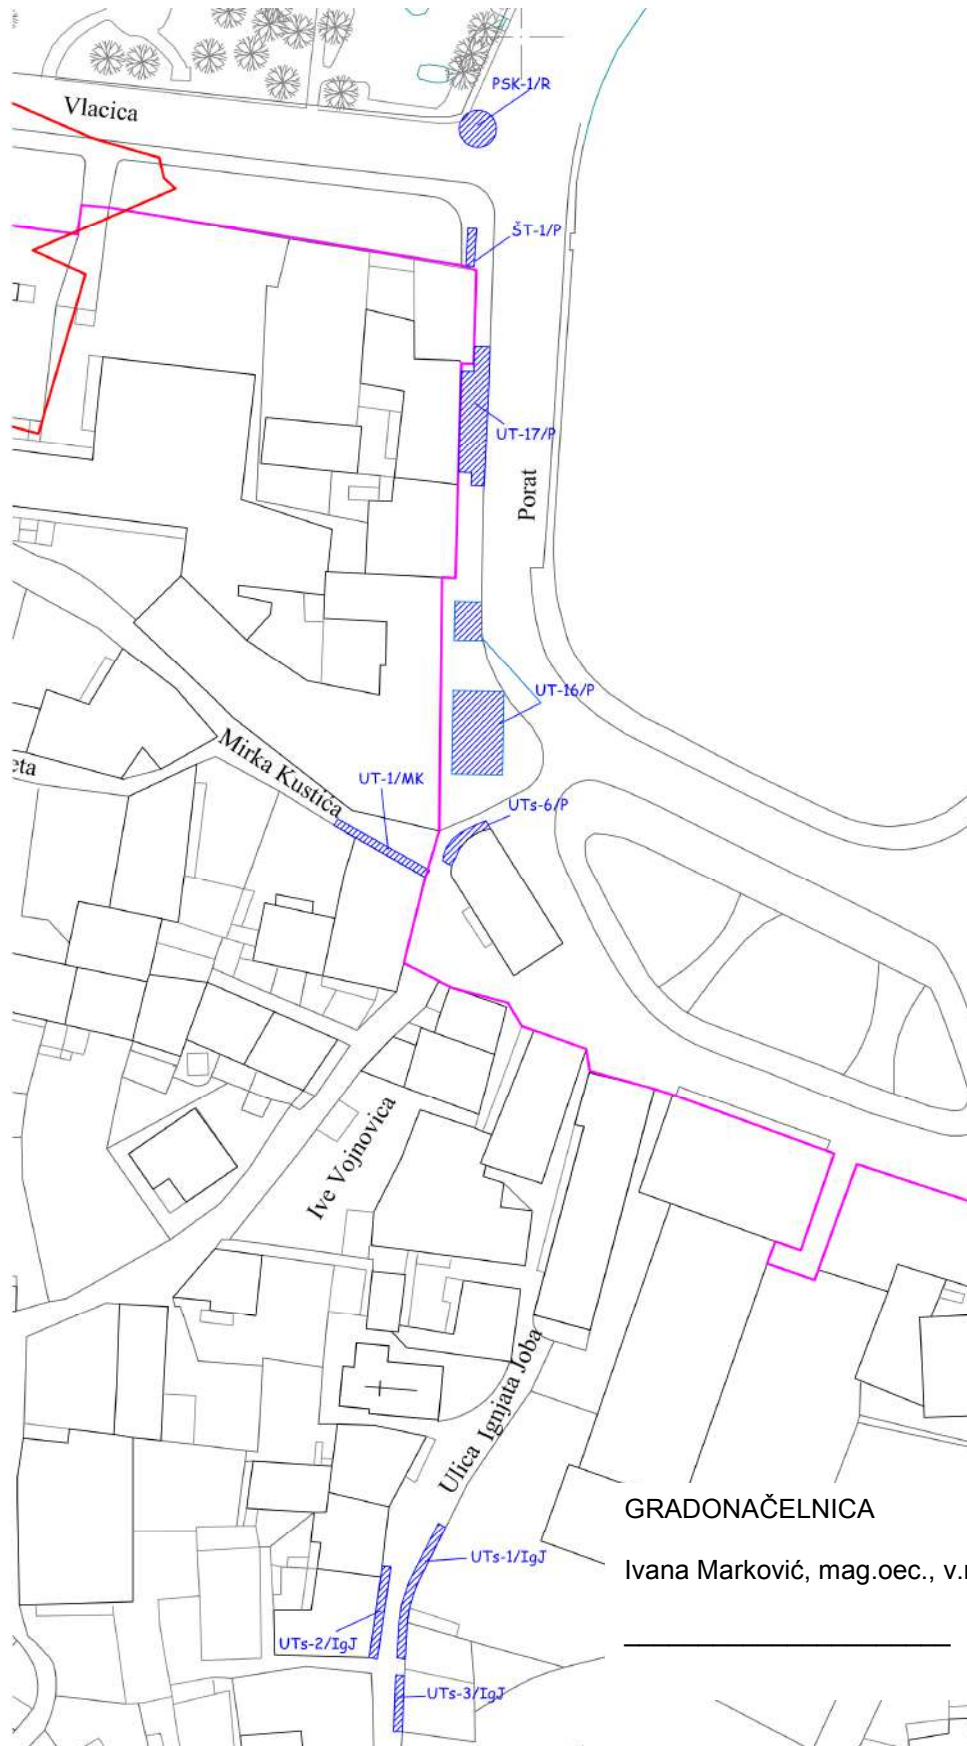 PSK-1/R
Vlacica
ŠT-1/P
UT-17/P
Porat
UT-16/P
Mirka Kustića
eta
UT-1/MK
UTs-6/P
Ive Vojnovica
Ulica Ignjata Joba
GRADONAČELNICA
UTs-1/IgJ
Ivana Marković, mag.oec., v.r
UTs-2/IgJ
UTs-3/IgJ